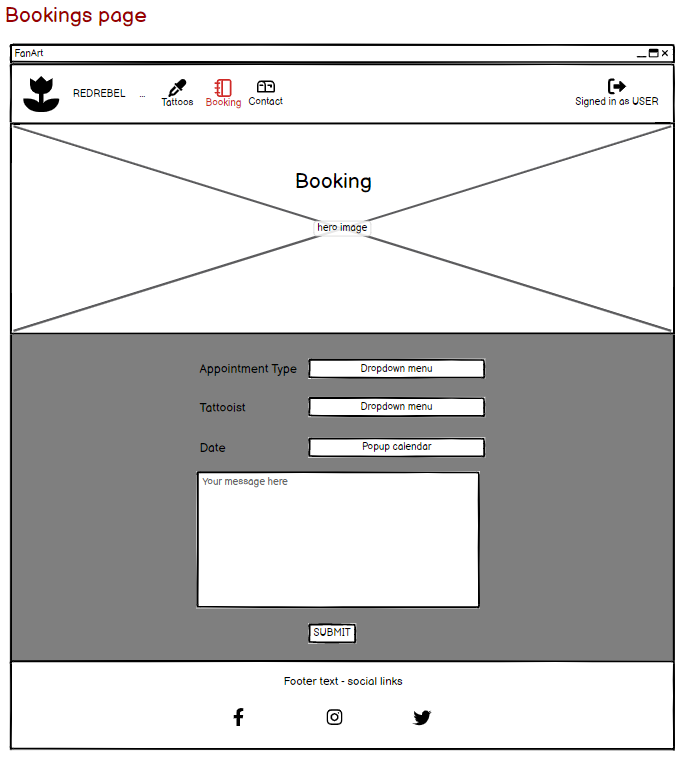 Bookings page
FanArt
REDREBEL ... Tattoos Booking Contact Signed in as USER
Booking
hero image
Appointment Type Dropdown menu
Tattooist Dropdown menu
Date Popup calendar
Your message here
SUBMIT
Footer text - social links